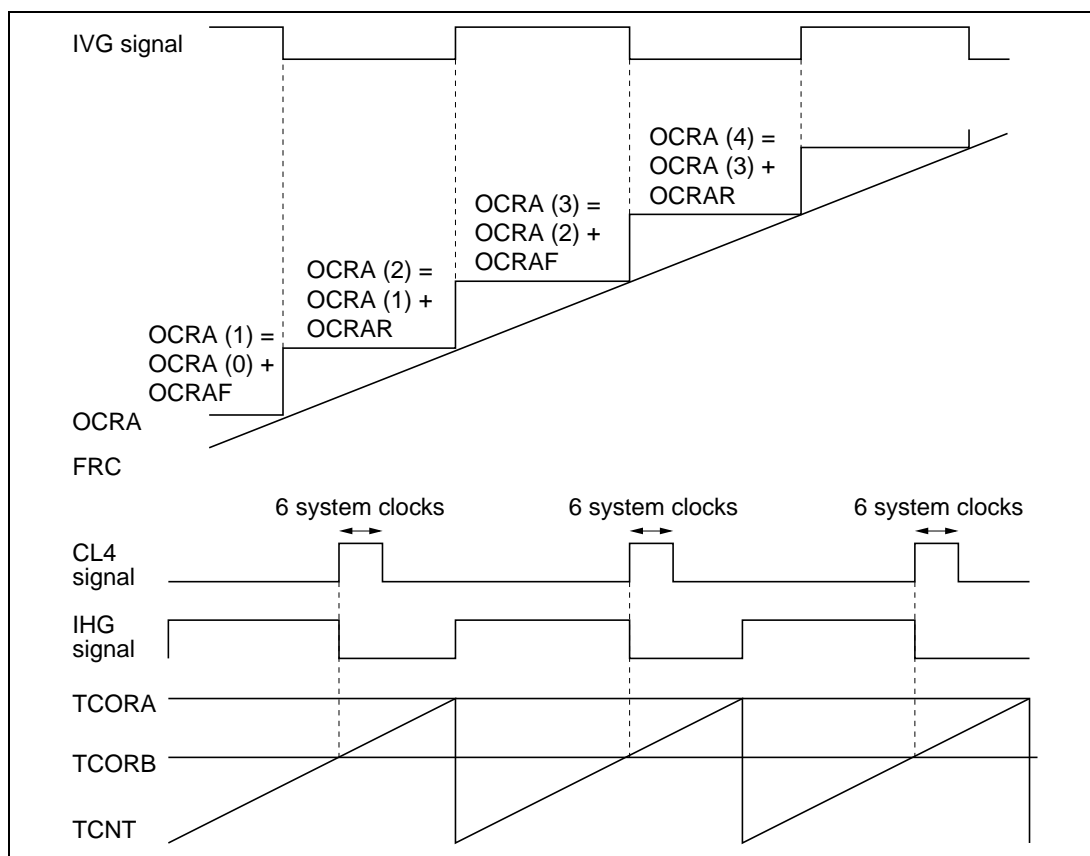 IVG signal
OCRA (4) =
OCRA (3) +
OCRAR
OCRA (3) =
OCRA (2) +
OCRAF
OCRA (2) =
OCRA (1) +
OCRAR
OCRA (1) =
OCRA (0) +
OCRAF
OCRA
FRC
6 system clocks
6 system clocks
6 system clocks
CL4
signal
IHG
signal
TCORA
TCORB
TCNT